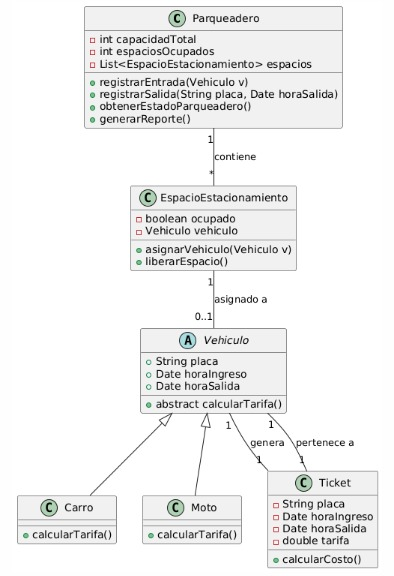 C Parqueadero
int capacidadTotal
int espaciosOcupados
List<EspacioEstacionamiento> espacios
registrarEntrada(Vehiculo v)
registrarSalida(String placa, Date horaSalida)
obtenerEstadoParqueadero()
generarReporte()
1
contiene
*
C EspacioEstacionamiento
boolean ocupado
Vehiculo vehiculo
asignarVehiculo(Vehiculo v)
liberarEspacio()
1
asignado a
0..1
A Vehiculo
String placa
Date horaIngreso
Date horaSalida
abstract calcularTarifa()
1 1
genera pertenece a
1 1
C Carro
calcularTarifa()
C Moto
calcularTarifa()
C Ticket
String placa
Date horaIngreso
Date horaSalida
double tarifa
calcularCosto()